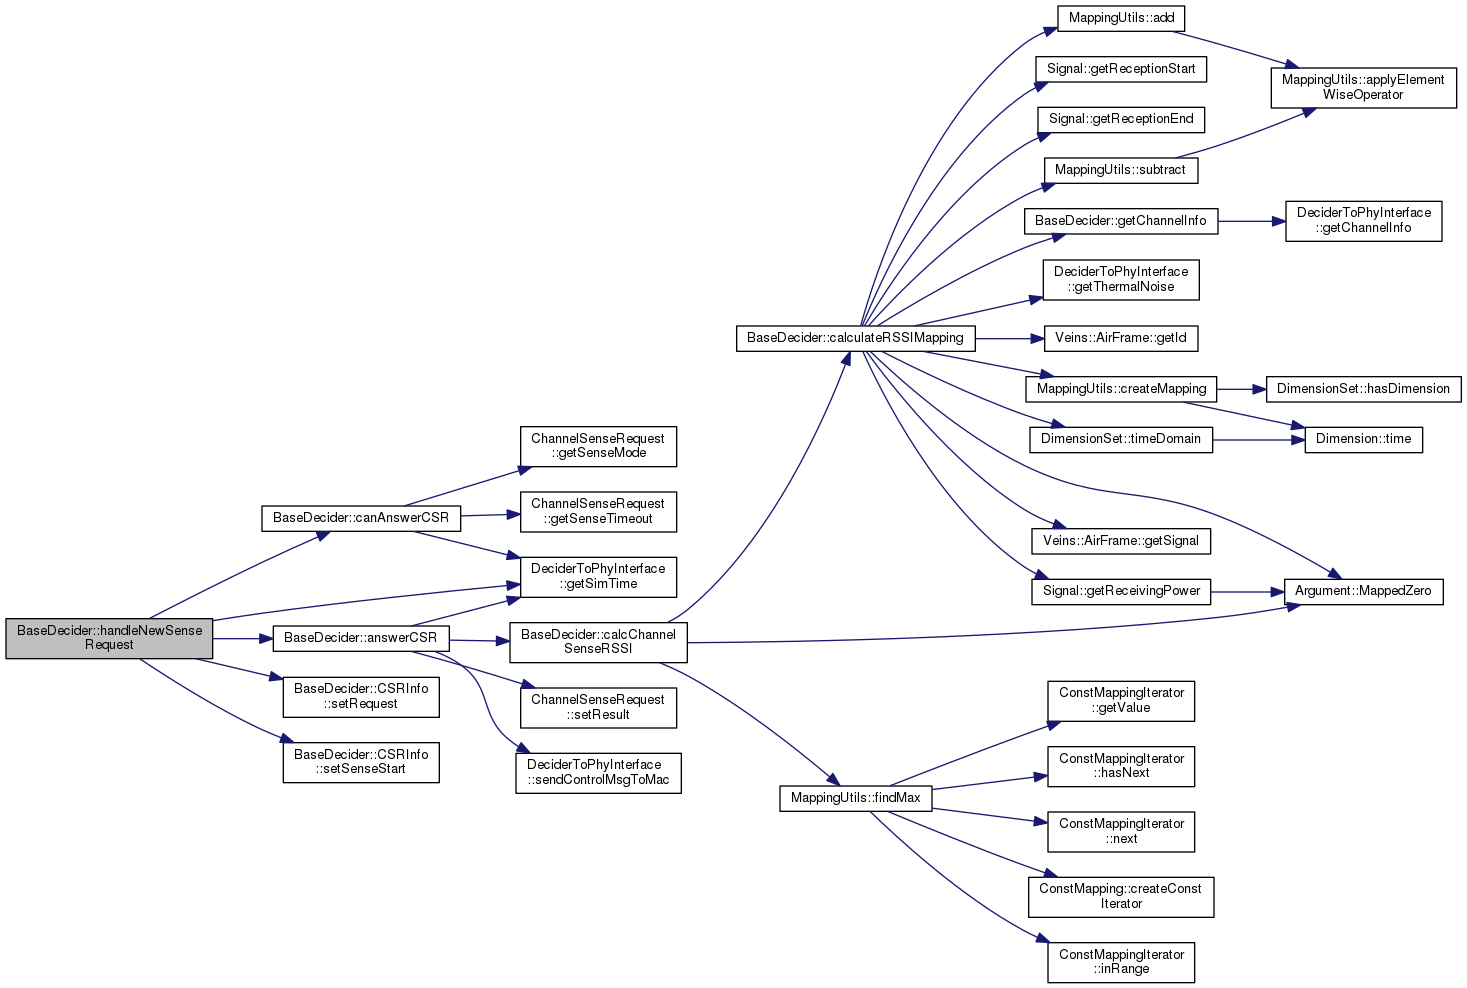 MappingUtils::add
Signal::getReceptionStart
MappingUtils::applyElement
WiseOperator
Signal::getReceptionEnd
MappingUtils::subtract
BaseDecider::getChannelInfo
DeciderToPhyInterface
::getChannelInfo
DeciderToPhyInterface
::getThermalNoise
BaseDecider::calculateRSSIMapping
Veins::AirFrame::getId
MappingUtils::createMapping
DimensionSet::hasDimension
DimensionSet::timeDomain
Dimension::time
ChannelSenseRequest
::getSenseMode
ChannelSenseRequest
::getSenseTimeout
BaseDecider::canAnswerCSR
Veins::AirFrame::getSignal
DeciderToPhyInterface
::getSimTime
Signal::getReceivingPower
Argument::MappedZero
BaseDecider::handleNewSense
Request
BaseDecider::answerCSR
BaseDecider::calcChannel
SenseRSSI
BaseDecider::CSRInfo
::setRequest
ChannelSenseRequest
::setResult
ConstMappingIterator
::getValue
BaseDecider::CSRInfo
::setSenseStart
DeciderToPhyInterface
::sendControlMsgToMac
ConstMappingIterator
::hasNext
MappingUtils::findMax
ConstMappingIterator
::next
ConstMapping::createConst
Iterator
ConstMappingIterator
::inRange